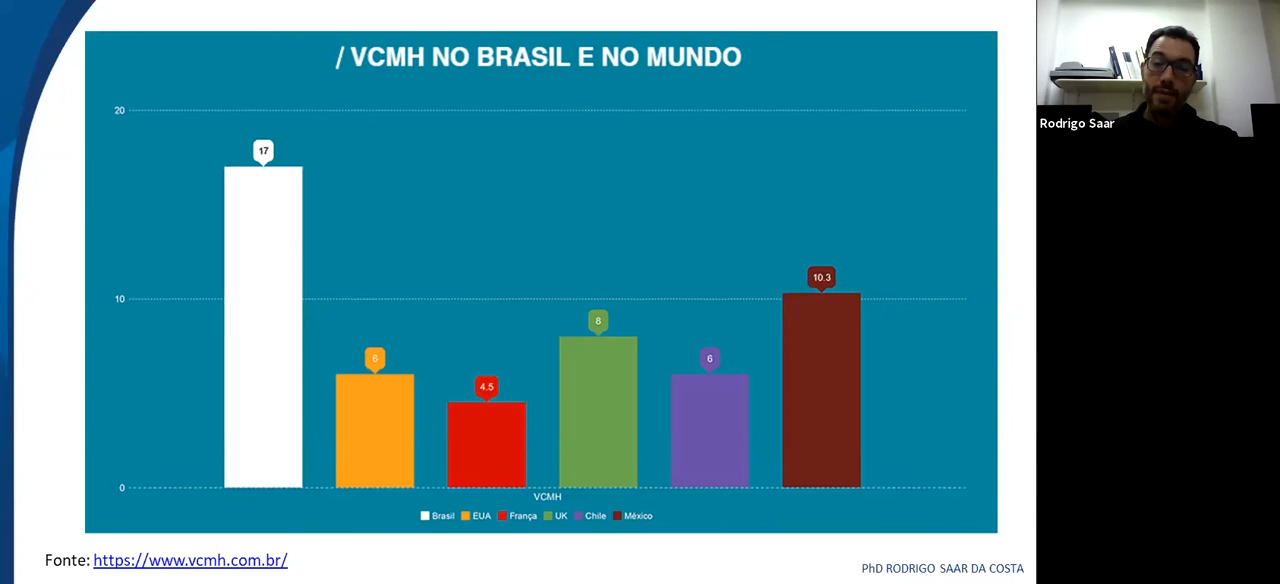 / VCMH NO BRASIL E NO MUNDO
20
17
10.3
10
8
6
6
4.5
0
VCMH
Brasil EUA França UK Chile México
Fonte: https://www.vcmh.com.br/
PhD RODRIGO SAAR DA COSTA
Rodrigo Saar